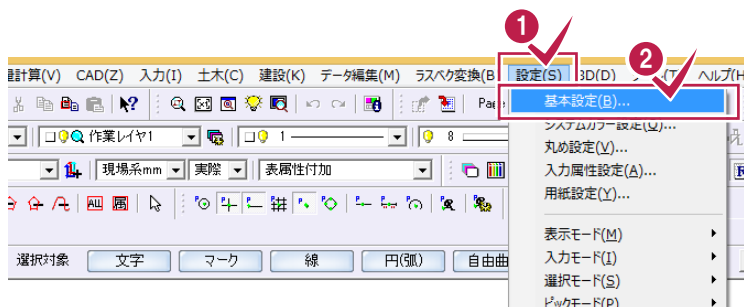 1
2
計算(V) CAD(Z) 入力(I) 土木(C) 建設(K) データ編集(M) ラスベク変換(B 設定(S) 3D(D) ヘルプ(H
基本設定(B)...
作業レイヤ1 1 8
システムカラー設定(U)...
丸め設定(V)...
現場系mm 実際 表属性付加
入力属性設定(A)...
用紙設定(Y)...
ALL
表示モード(M)
選択対象 文字 マーク 線 円(弧) 自由曲
入力モード(I)
選択モード(S)
ピックモード(P)